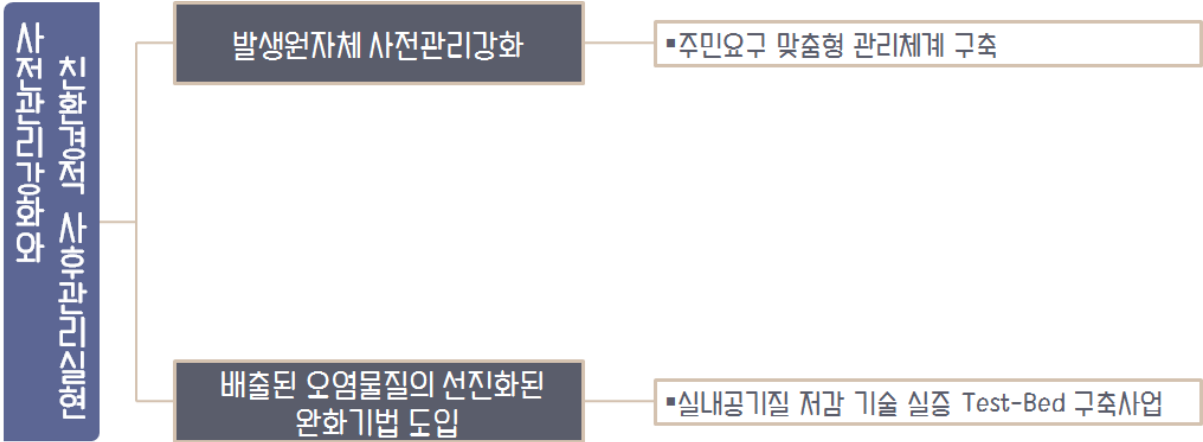 사전관리강화와
친환경적 사후관리실현
발생원자체 사전관리강화
▪주민요구 맞춤형 관리체계 구축
배출된 오염물질의 선진화된
완화기법 도입
▪실내공기질 저감 기술 실증 Test-Bed 구축사업